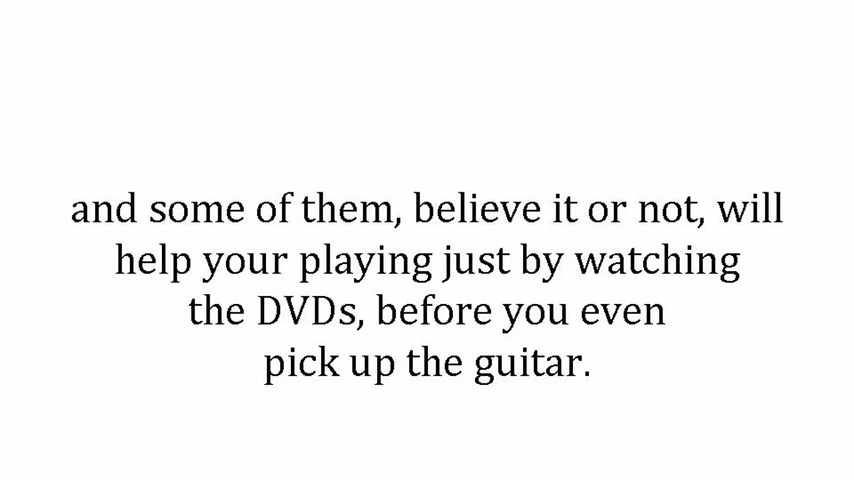 and some of them, believe it or not, will
help your playing just by watching
the DVDs, before you even
pick up the guitar.